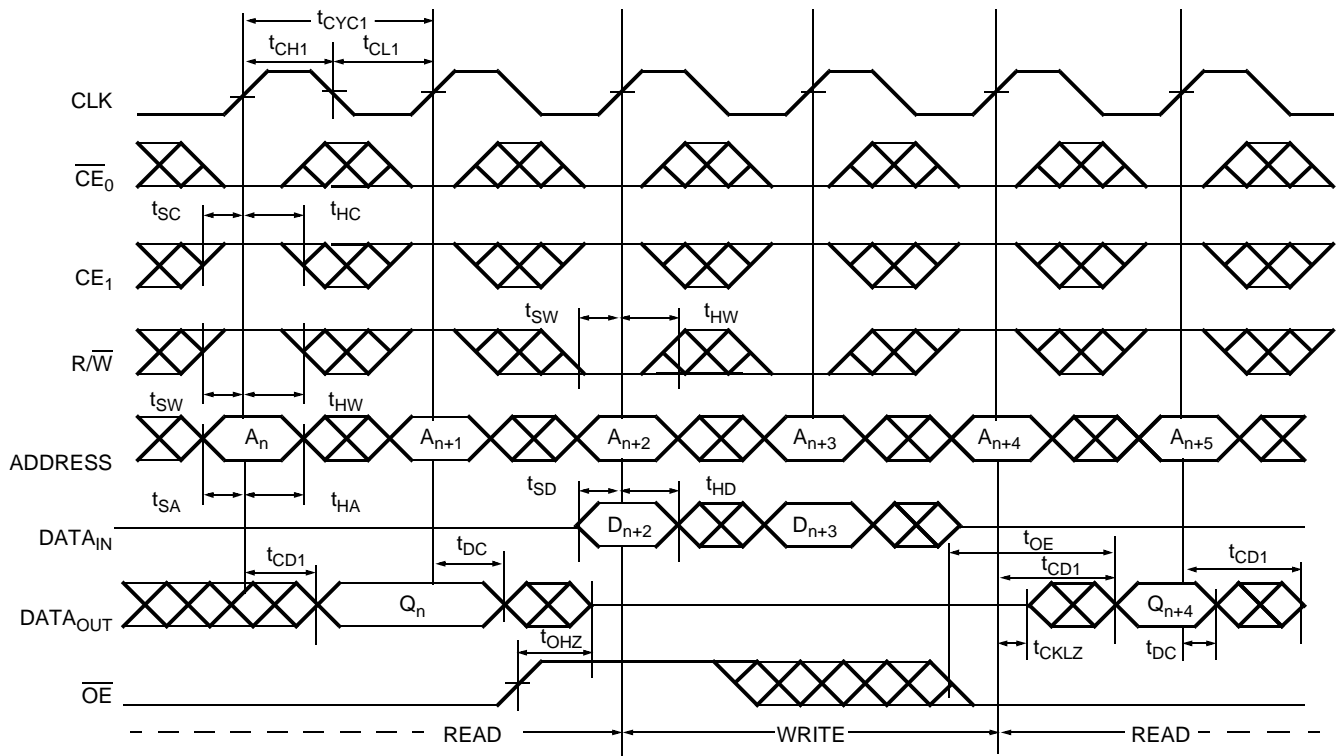 tCYC1
tCH1 tCL1
CLK
CE0
tSC tHC
CE1
tSW tHW
R/W
tSW tHW
ADDRESS An An+1 An+2 An+3 An+4 An+5
tSA tHA tSD tHD
DATAIN Dn+2 Dn+3
tCD1 tDC tOE tCD1 tCD1
DATAOUT Qn Qn+4
tOHZ tCKLZ tDC
OE
READ WRITE READ